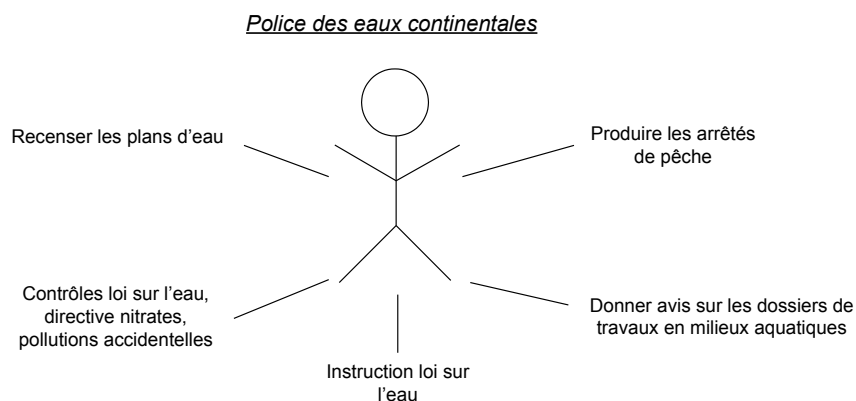 Police des eaux continentales
Recenser les plans d'eau
Produire les arrêtés
de pêche
Contrôles loi sur l'eau,
directive nitrates,
pollutions accidentelles
Donner avis sur les dossiers de
travaux en milieux aquatiques
Instruction loi sur
l'eau